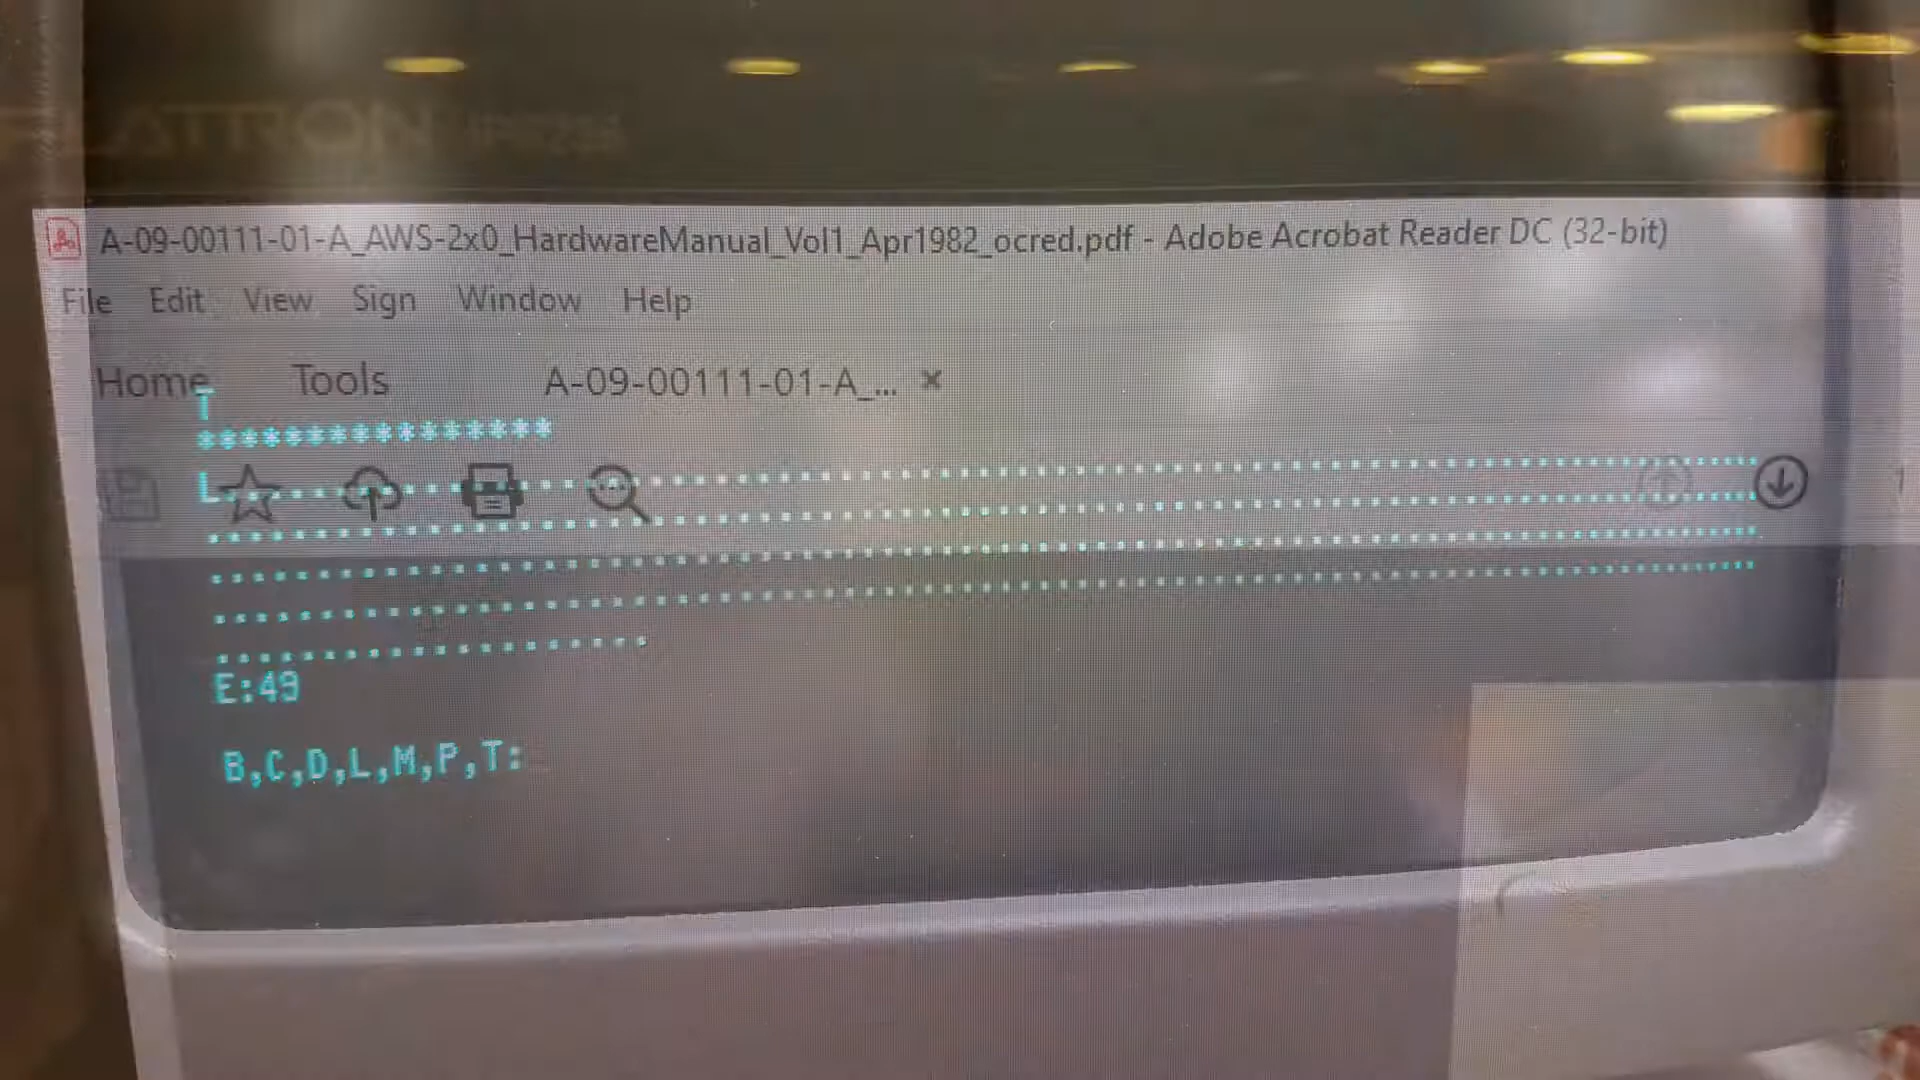 FLATRON
A-09-00111-01-A_AWS-2x0_HardwareManual_Vol1_Apr1982_ocred.pdf - Adobe Acrobat Reader DC (32-bit)
File Edit View Sign Window Help
Home Tools A-09-00111-01-A_... ×
T
****************
L
E:49
B,C,D,L,M,P,T: